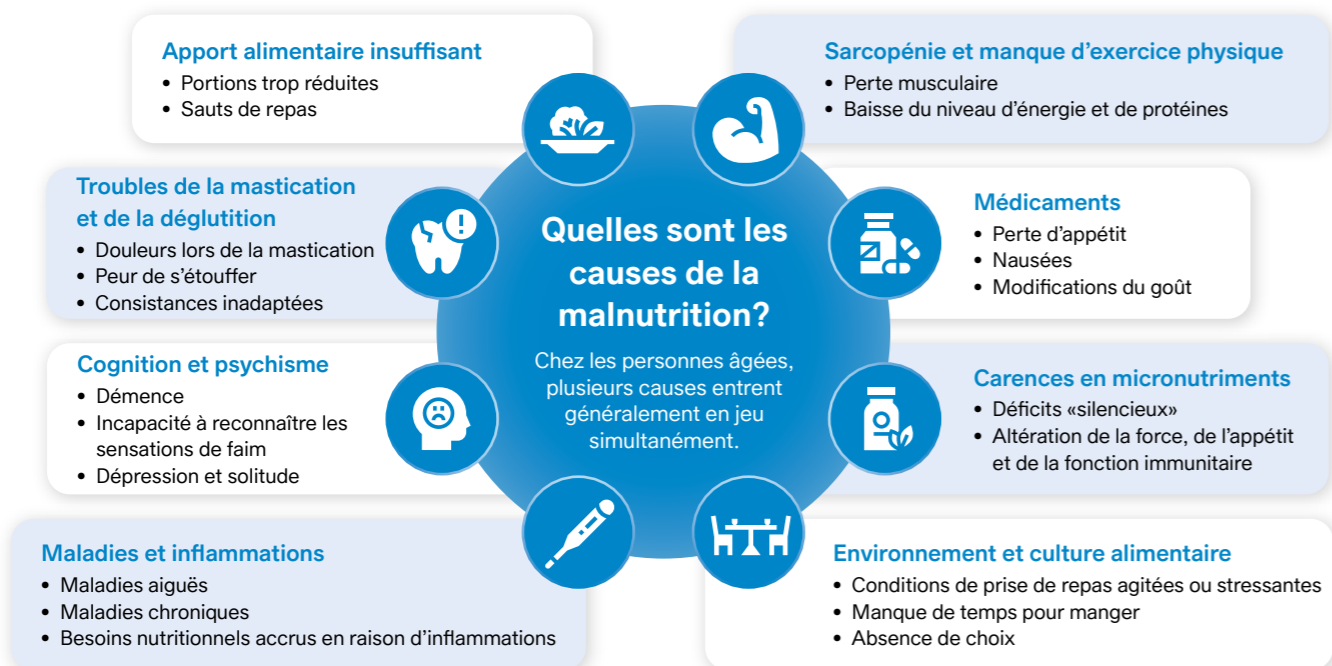 Apport alimentaire insuffisant
• Portions trop réduites
• Sauts de repas
Sarcopénie et manque d’exercice physique
• Perte musculaire
• Baisse du niveau d’énergie et de protéines
Troubles de la mastication
et de la déglutition
• Douleurs lors de la mastication
• Peur de s’étouffer
• Consistances inadaptées
Quelles sont les
causes de la
malnutrition?
Chez les personnes âgées,
plusieurs causes entrent
généralement en jeu
simultanément.
Médicaments
• Perte d’appétit
• Nausées
• Modifications du goût
Cognition et psychisme
• Démence
• Incapacité à reconnaître les
sensations de faim
• Dépression et solitude
Carences en micronutriments
• Déficits «silencieux»
• Altération de la force, de l’appétit
et de la fonction immunitaire
Maladies et inflammations
• Maladies aiguës
• Maladies chroniques
• Besoins nutritionnels accrus en raison d’inflammations
Environnement et culture alimentaire
• Conditions de prise de repas agitées ou stressantes
• Manque de temps pour manger
• Absence de choix